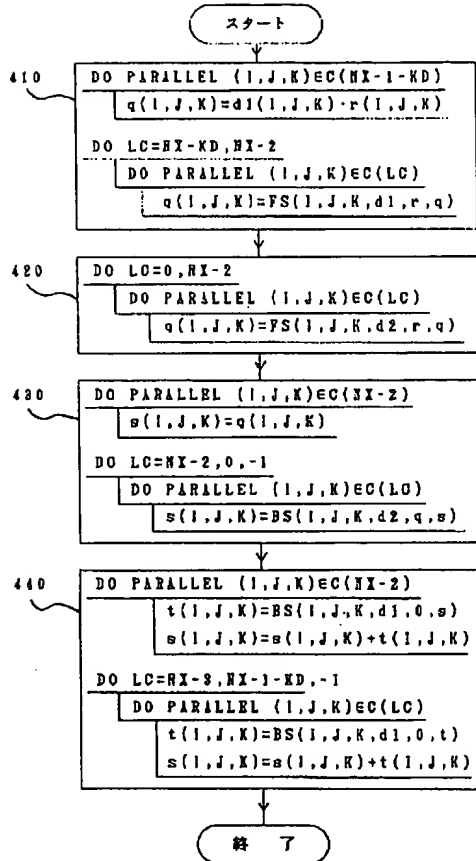 スタート
410
DO PARALLEL (I,J,K)∈C(NX-1-KD)
q(I,J,K)=d1(I,J,K)・r(I,J,K)
DO LC=NX-KD,NX-2
DO PARALLEL (I,J,K)∈C(LC)
q(I,J,K)=FS(I,J,K,d1,r,q)
420
DO LC=0,NX-2
DO PARALLEL (I,J,K)∈C(LC)
q(I,J,K)=FS(I,J,K,d2,r,q)
430
DO PARALLEL (I,J,K)∈C(NX-2)
s(I,J,K)=q(I,J,K)
DO LC=NX-2,0,-1
DO PARALLEL (I,J,K)∈C(LC)
s(I,J,K)=BS(I,J,K,d2,q,s)
440
DO PARALLEL (I,J,K)∈C(NX-2)
t(I,J,K)=BS(I,J,K,d1,0,s)
s(I,J,K)=s(I,J,K)+t(I,J,K)
DO LC=NX-3,NX-1-KD,-1
DO PARALLEL (I,J,K)∈C(LC)
t(I,J,K)=BS(I,J,K,d1,0,t)
s(I,J,K)=s(I,J,K)+t(I,J,K)
終 了